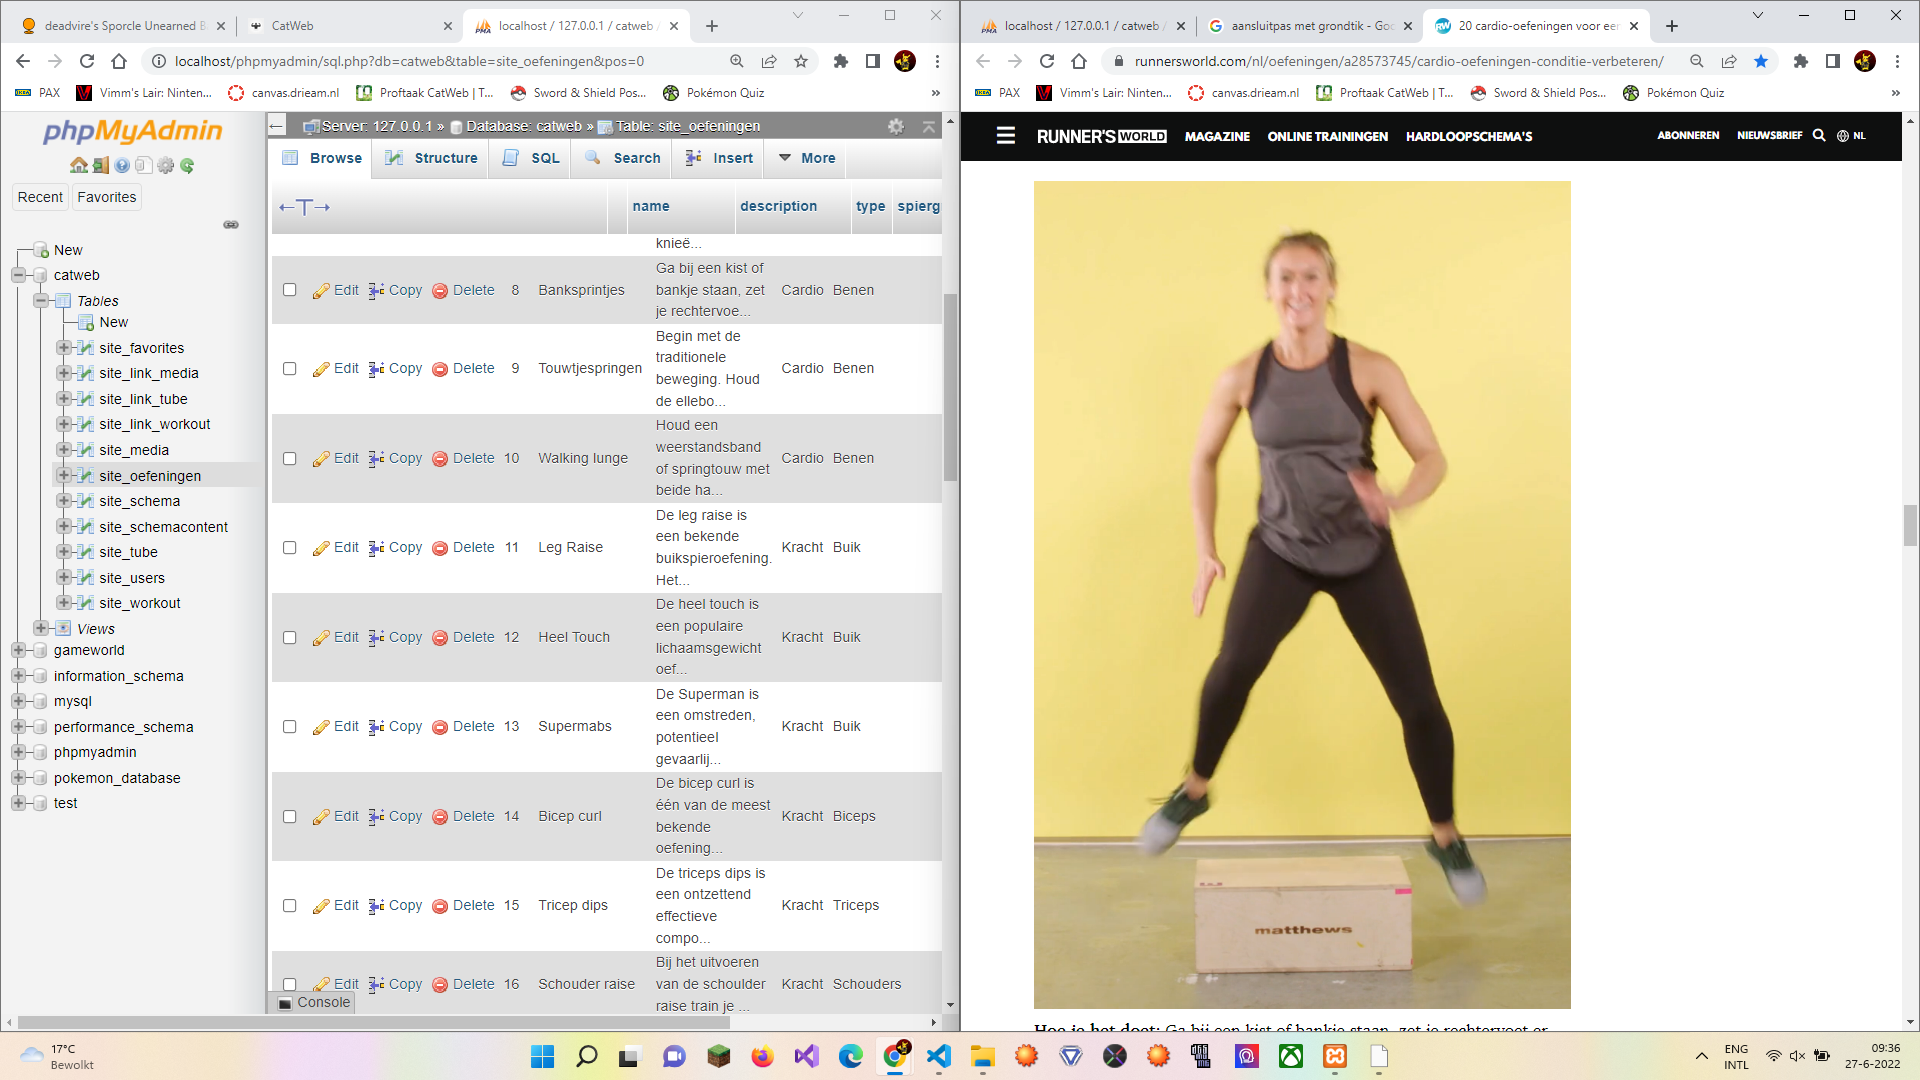 deadvire's Sporcle Unearned B
CatWeb
localhost / 127.0.0.1 / catweb /
localhost/phpmyadmin/sql.php?db=catweb&table=site_oefeningen&pos=0
PAX
Vimm's Lair: Ninten...
canvas.drieam.nl
Proftaak CatWeb | T...
Sword & Shield Pos...
Pokémon Quiz
»
phpMyAdmin
Recent
Favorites
New
catweb
Tables
New
site_favorites
site_link_media
site_link_tube
site_link_workout
site_media
site_oefeningen
site_schema
site_schemacontent
site_tube
site_users
site_workout
Views
gameworld
information_schema
mysql
performance_schema
phpmyadmin
pokemon_database
test
Server: 127.0.0.1 » Database: catweb » Table: site_oefeningen
Browse
Structure
SQL
Search
Insert
More
←T→
name
description
type
spierg
knieë...
Edit Copy Delete 8 Banksprintjes
Ga bij een kist of
bankje staan, zet
je rechtervoe...
Cardio Benen
Edit Copy Delete 9 Touwtjespringen
Begin met de
traditionele
beweging. Houd
de ellebo...
Cardio Benen
Edit Copy Delete 10 Walking lunge
Houd een
weerstandsband
of springtouw met
beide ha...
Cardio Benen
Edit Copy Delete 11 Leg Raise
De leg raise is
een bekende
buikspieroefening.
Het...
Kracht Buik
Edit Copy Delete 12 Heel Touch
De heel touch is
een populaire
lichaamsgewicht
oef...
Kracht Buik
Edit Copy Delete 13 Supermabs
De Superman is
een omstreden,
potentieel
gevaarlij...
Kracht Buik
Edit Copy Delete 14 Bicep curl
De bicep curl is
één van de meest
bekende
oefening...
Kracht Biceps
Edit Copy Delete 15 Tricep dips
De triceps dips is
een ontzettend
effectieve
compo...
Kracht Triceps
Edit Copy Delete 16 Schouder raise
Bij het uitvoeren
van de schoulder
raise train je ...
Kracht Schouders
Console
localhost / 127.0.0.1 / catweb /
aansluitpas met grondtik - Goo
20 cardio-oefeningen voor een
runnersworld.com/nl/oefeningen/a28573745/cardio-oefeningen-conditie-verbeteren/
PAX
Vimm's Lair: Ninten...
canvas.drieam.nl
Proftaak CatWeb | T...
Sword & Shield Pos...
Pokémon Quiz
»
RUNNER'S WORLD
MAGAZINE
ONLINE TRAININGEN
HARDLOOPSCHEMA'S
ABONNEREN
NIEUWSBRIEF
NL
matthews
Hoe je het doet: Ga bij een kist of bankje staan, zet je rechtervoet er
17°C
Bewolkt
ENG
INTL
09:36
27-6-2022